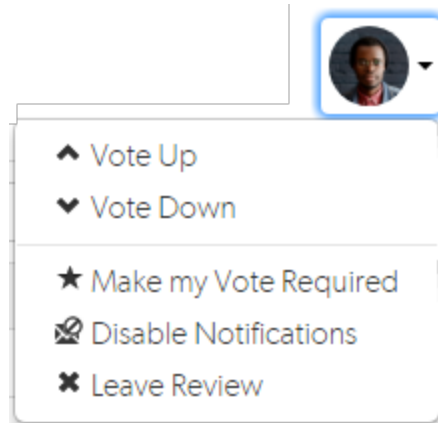 Vote Up
Vote Down
Make my Vote Required
Disable Notifications
Leave Review